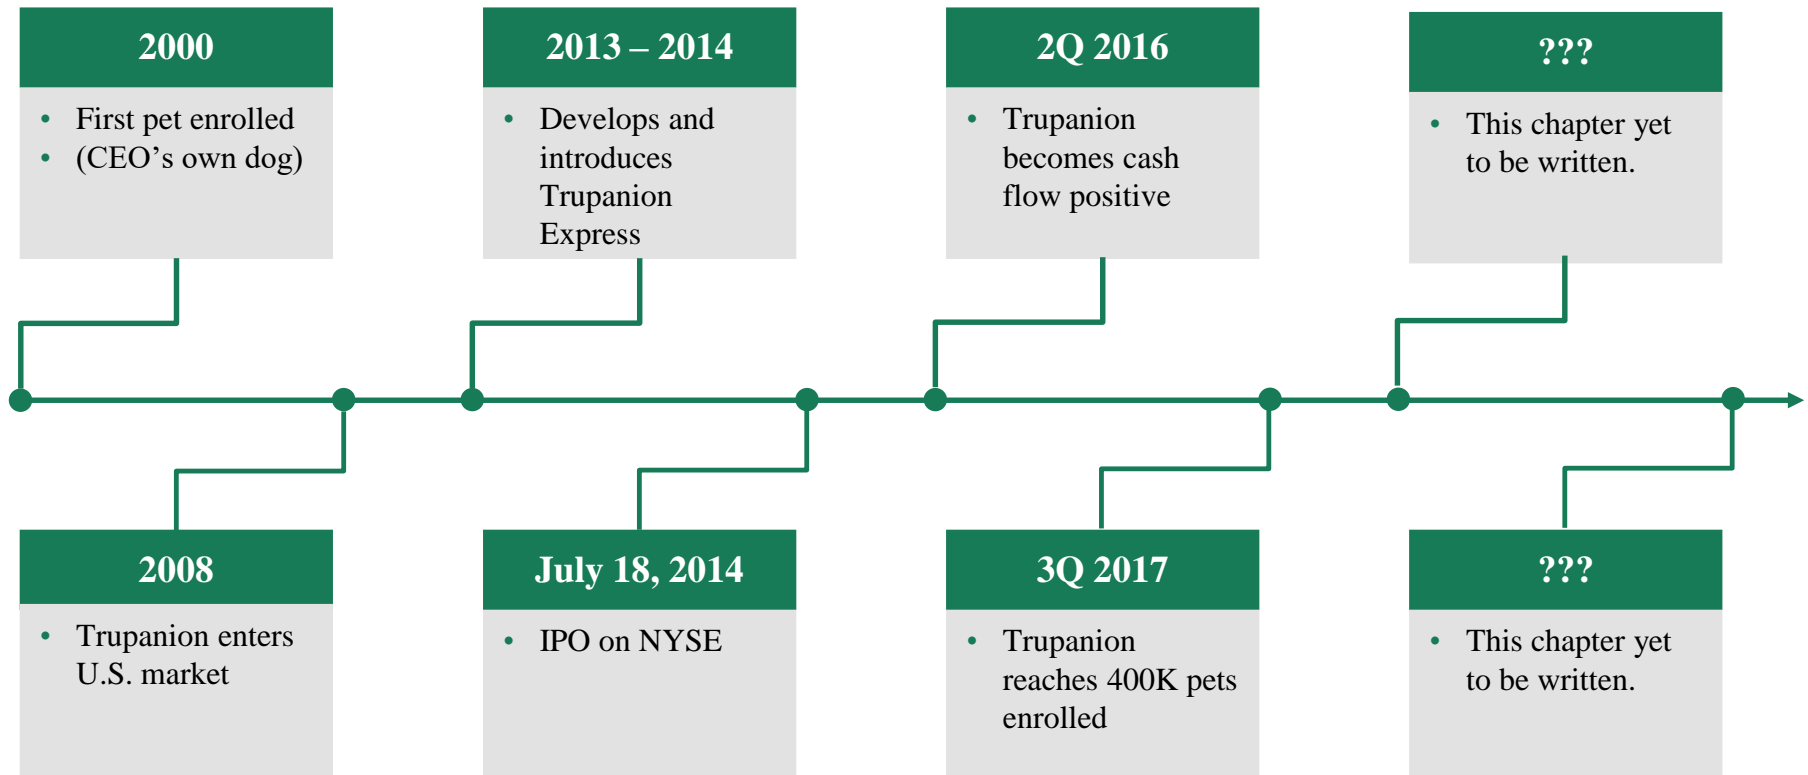 2000
• First pet enrolled
• (CEO’s own dog)
2013 – 2014
• Develops and
introduces
Trupanion
Express
2Q 2016
• Trupanion
becomes cash
flow positive
???
• This chapter yet
to be written.
2008
• Trupanion enters
U.S. market
July 18, 2014
• IPO on NYSE
3Q 2017
• Trupanion
reaches 400K pets
enrolled
???
• This chapter yet
to be written.